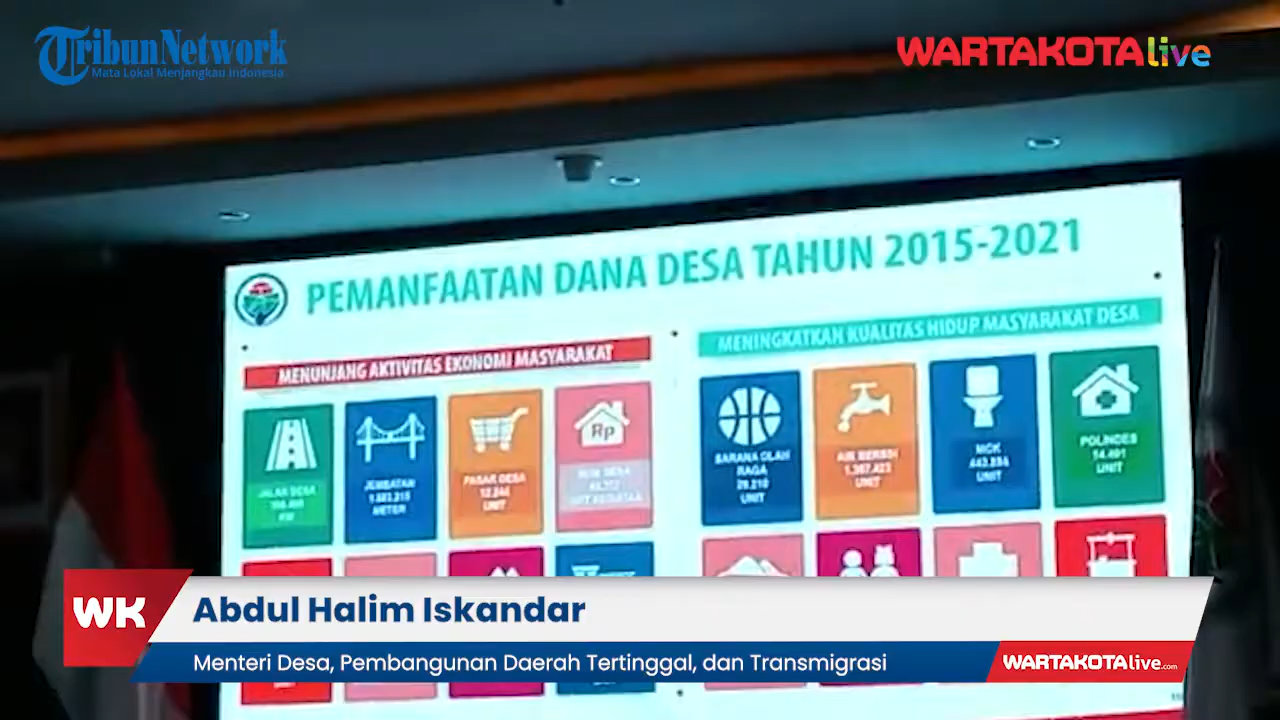 TribunNetwork
Mata Lokal Menjangkau Indonesia
WARTAKOTAlive
PEMANFAATAN DANA DESA TAHUN 2015-2021
MENUNJANG AKTIVITAS EKONOMI MASYARAKAT
MENINGKATKAN KUALITAS HIDUP MASYARAKAT DESA
JALAN DESA
KM
JEMBATAN
METER
PASAR DESA
UNIT
Rp
SARANA OLAH
RAGA
UNIT
AIR BERSIH
UNIT
MCK
UNIT
POLINDES
UNIT
WK
Abdul Halim Iskandar
Menteri Desa, Pembangunan Daerah Tertinggal, dan Transmigrasi
WARTAKOTAlive.com